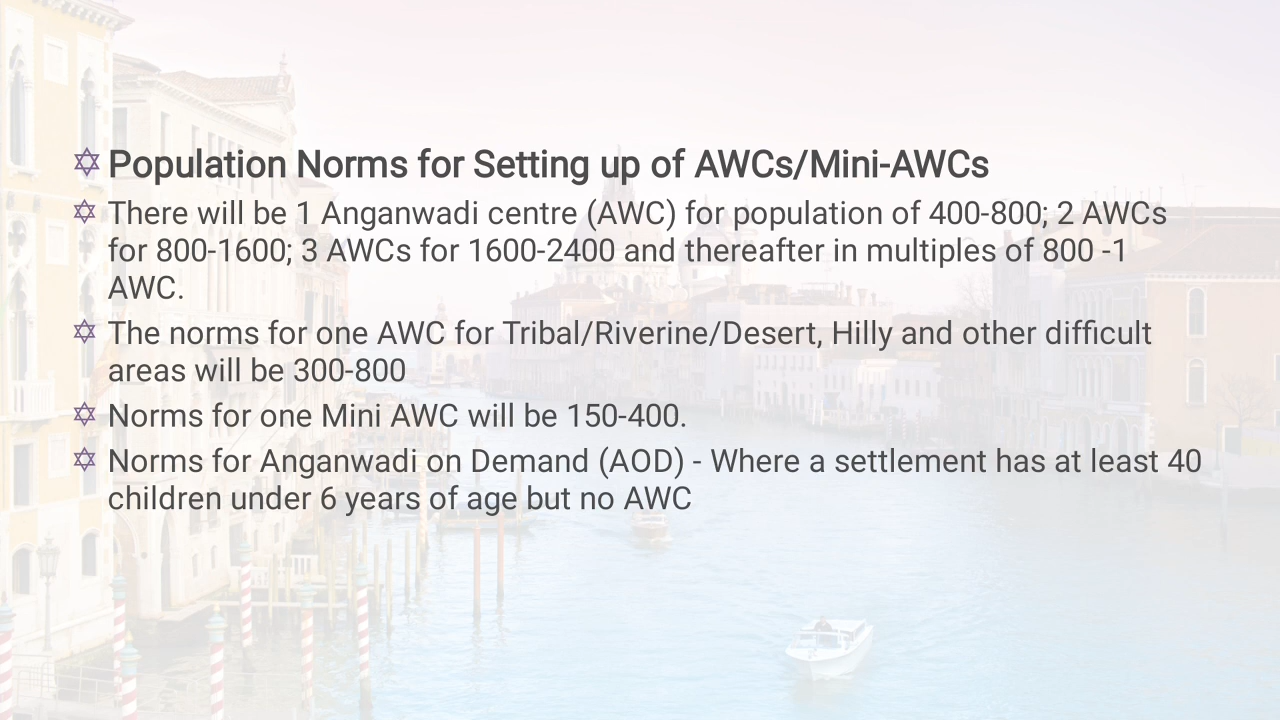 Population Norms for Setting up of AWCs/Mini-AWCs
There will be 1 Anganwadi centre (AWC) for population of 400-800; 2 AWCs
for 800-1600; 3 AWCs for 1600-2400 and thereafter in multiples of 800 -1
AWC.
The norms for one AWC for Tribal/Riverine/Desert, Hilly and other difficult
areas will be 300-800
Norms for one Mini AWC will be 150-400.
Norms for Anganwadi on Demand (AOD) - Where a settlement has at least 40
children under 6 years of age but no AWC